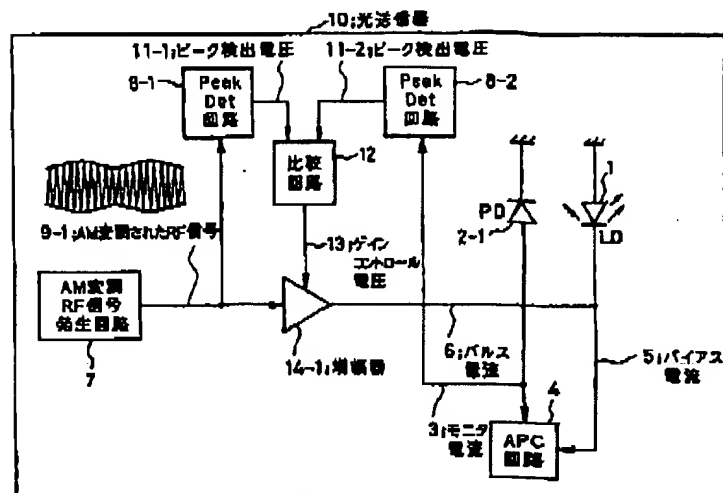 10;光送信器
11-1;ピーク検出電圧
11-2;ピーク検出電圧
8-1
Peak
Det
回路
Peak
Det
回路
8-2
比較
回路
12
1
PD
2-1
LD
9-1;AM変調されたRF信号
13;ゲイン
コントロール
電圧
AM変調
RF信号
発生回路
7
14-1;増幅器
6;パルス
電流
5;バイアス
電流
3;モニタ
電流
4
APC
回路